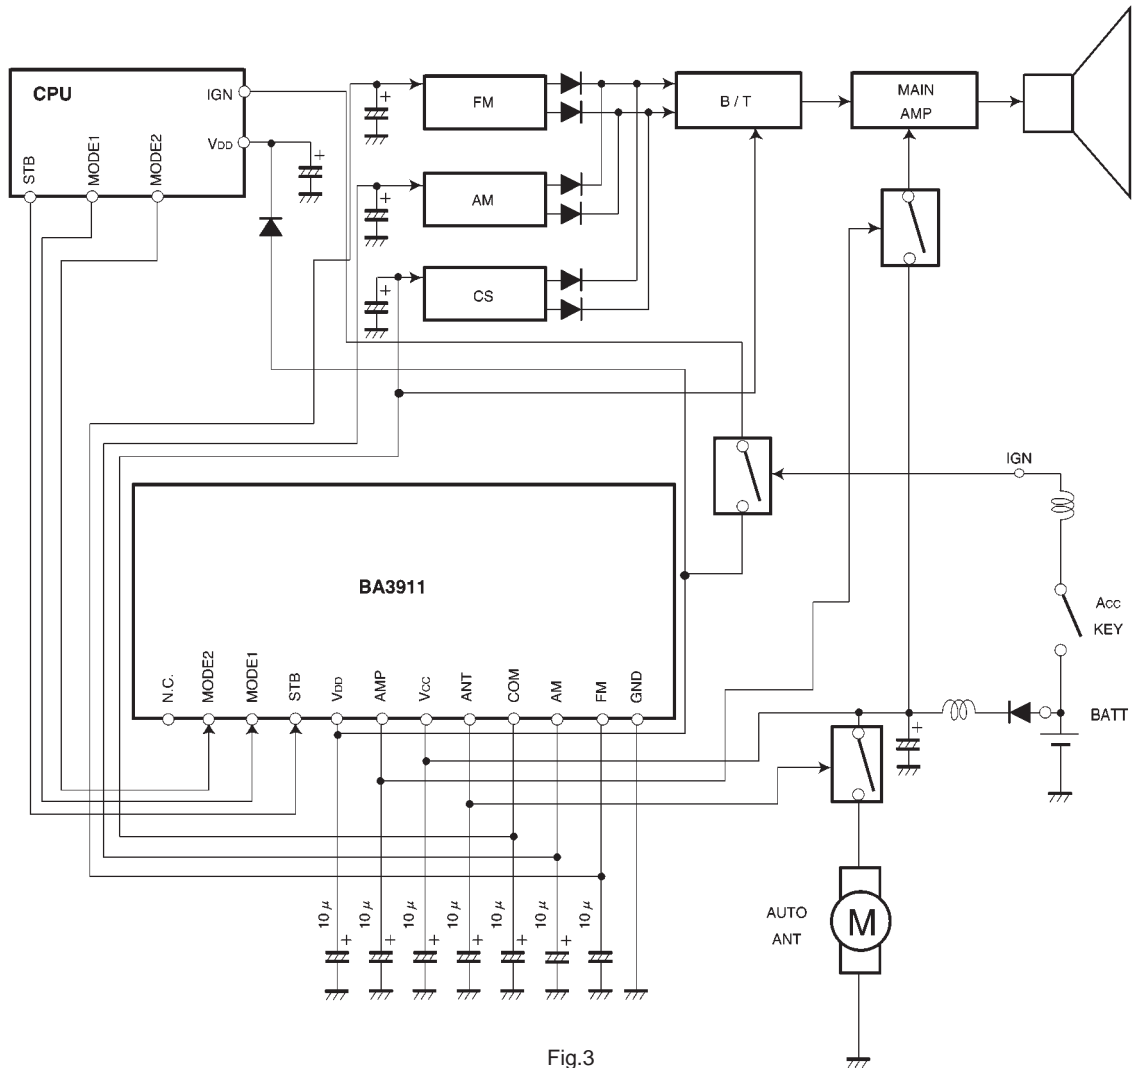 CPU
IGN
VDD
STB
MODE1
MODE2
FM
AM
CS
B / T
MAIN
AMP
IGN
ACC
KEY
BATT
BA3911
N.C.
MODE2
MODE1
STB
VDD
AMP
VCC
ANT
COM
AM
FM
GND
10 μ
10 μ
10 μ
10 μ
10 μ
10 μ
10 μ
AUTO
ANT
M
Fig.3